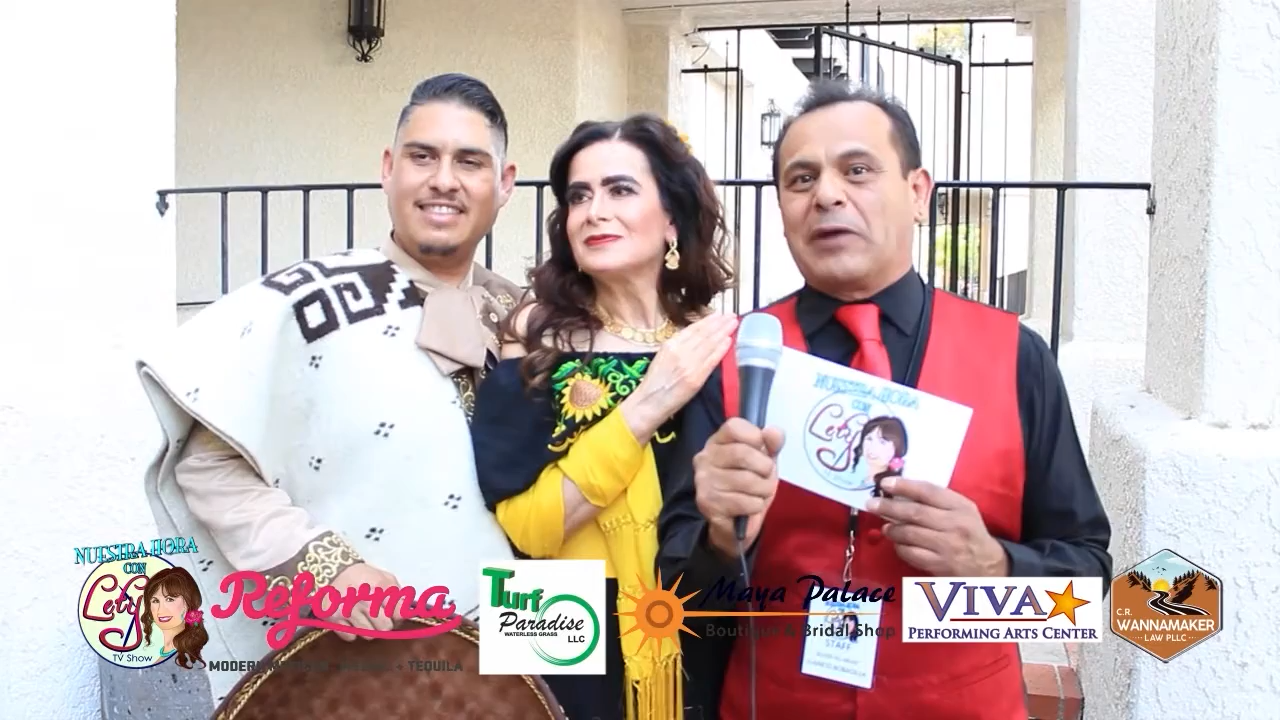 NUESTRA HORA
CON
Lety
NUESTRA HORA
CON
Lety
TV Show
Reforma
MODERN
+ TEQUILA
Turf
Paradise
WATERLESS GRASS
LLC
Maya Palace
Boutique & Bridal Shop
VIVA
PERFORMING ARTS CENTER
C.R.
WANNAMAKER
LAW PLLC
STAFF